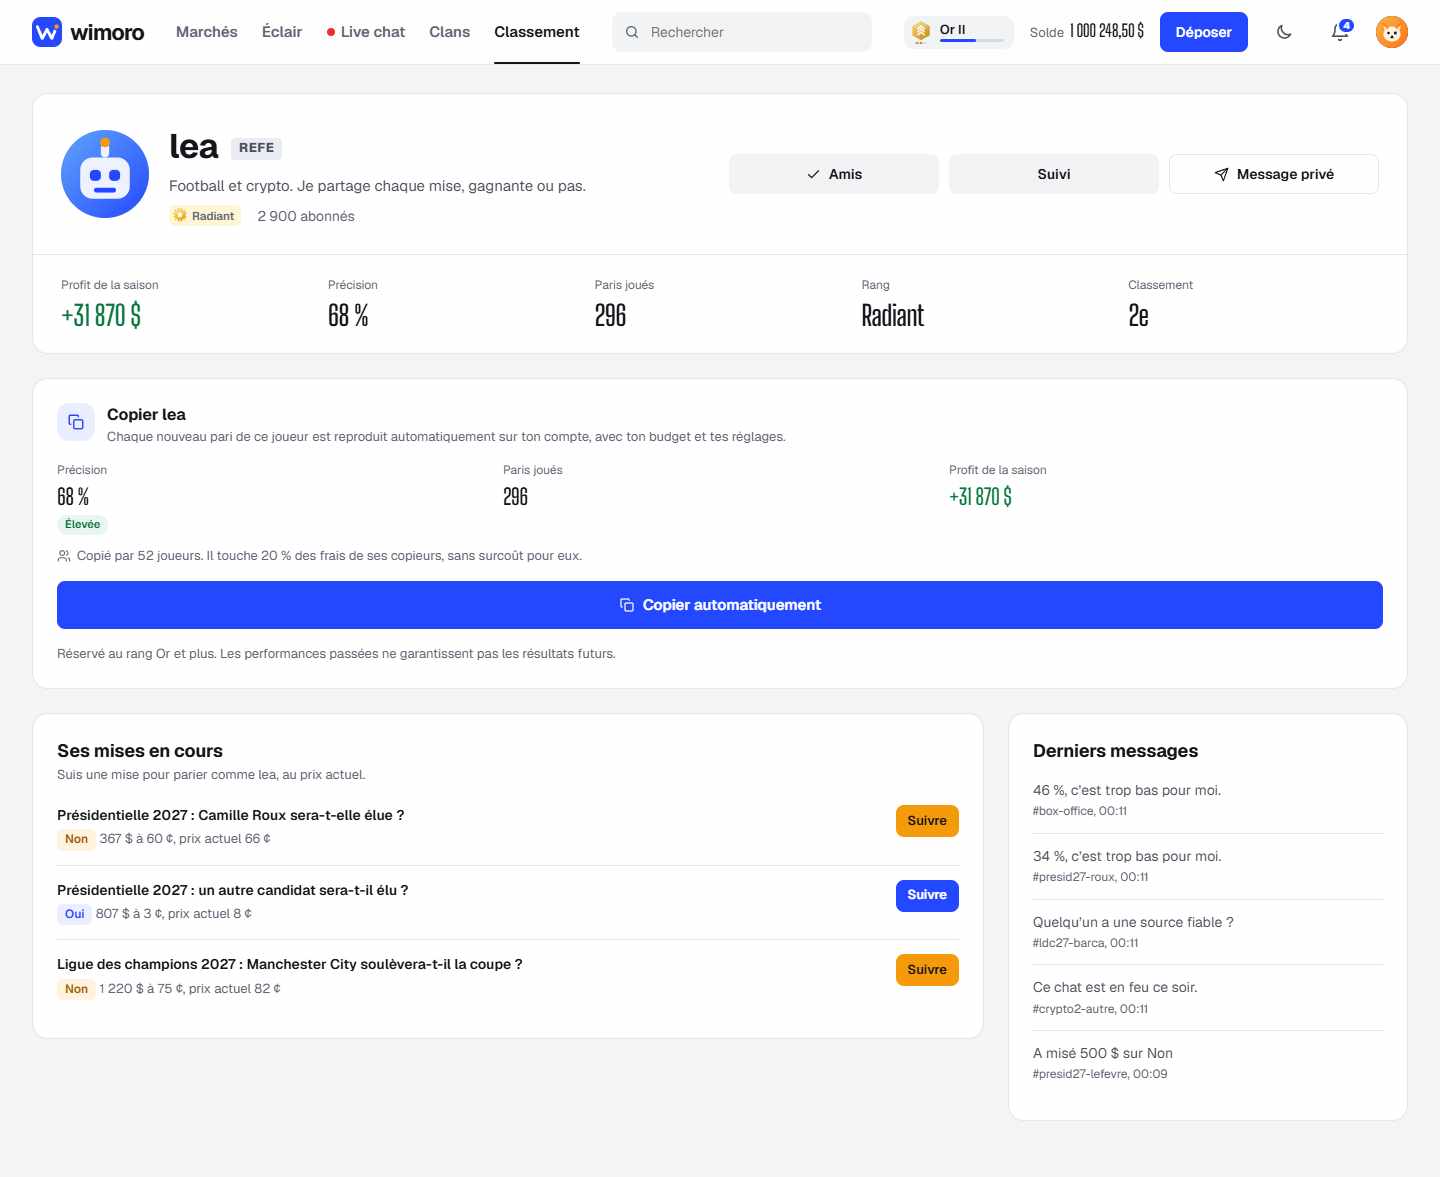 wimoro
Marchés
Éclair
Live chat
Clans
Classement
Rechercher
Or II
Solde 1 000 248,50 $
Déposer
4
lea REFE
Football et crypto. Je partage chaque mise, gagnante ou pas.
Radiant 2 900 abonnés
Amis
Suivi
Message privé
Profit de la saison
+31 870 $
Précision
68 %
Paris joués
296
Rang
Radiant
Classement
2e
Copier lea
Chaque nouveau pari de ce joueur est reproduit automatiquement sur ton compte, avec ton budget et tes réglages.
Précision
68 %
Élevée
Paris joués
296
Profit de la saison
+31 870 $
Copié par 52 joueurs. Il touche 20 % des frais de ses copieurs, sans surcoût pour eux.
Copier automatiquement
Réservé au rang Or et plus. Les performances passées ne garantissent pas les résultats futurs.
Ses mises en cours
Suis une mise pour parier comme lea, au prix actuel.
Présidentielle 2027 : Camille Roux sera-t-elle élue ?
Non 367 $ à 60 ¢, prix actuel 66 ¢
Suivre
Présidentielle 2027 : un autre candidat sera-t-il élu ?
Oui 807 $ à 3 ¢, prix actuel 8 ¢
Suivre
Ligue des champions 2027 : Manchester City soulèvera-t-il la coupe ?
Non 1 220 $ à 75 ¢, prix actuel 82 ¢
Suivre
Derniers messages
46 %, c'est trop bas pour moi.
#box-office, 00:11
34 %, c'est trop bas pour moi.
#presid27-roux, 00:11
Quelqu'un a une source fiable ?
#ldc27-barca, 00:11
Ce chat est en feu ce soir.
#crypto2-autre, 00:11
A misé 500 $ sur Non
#presid27-lefevre, 00:09